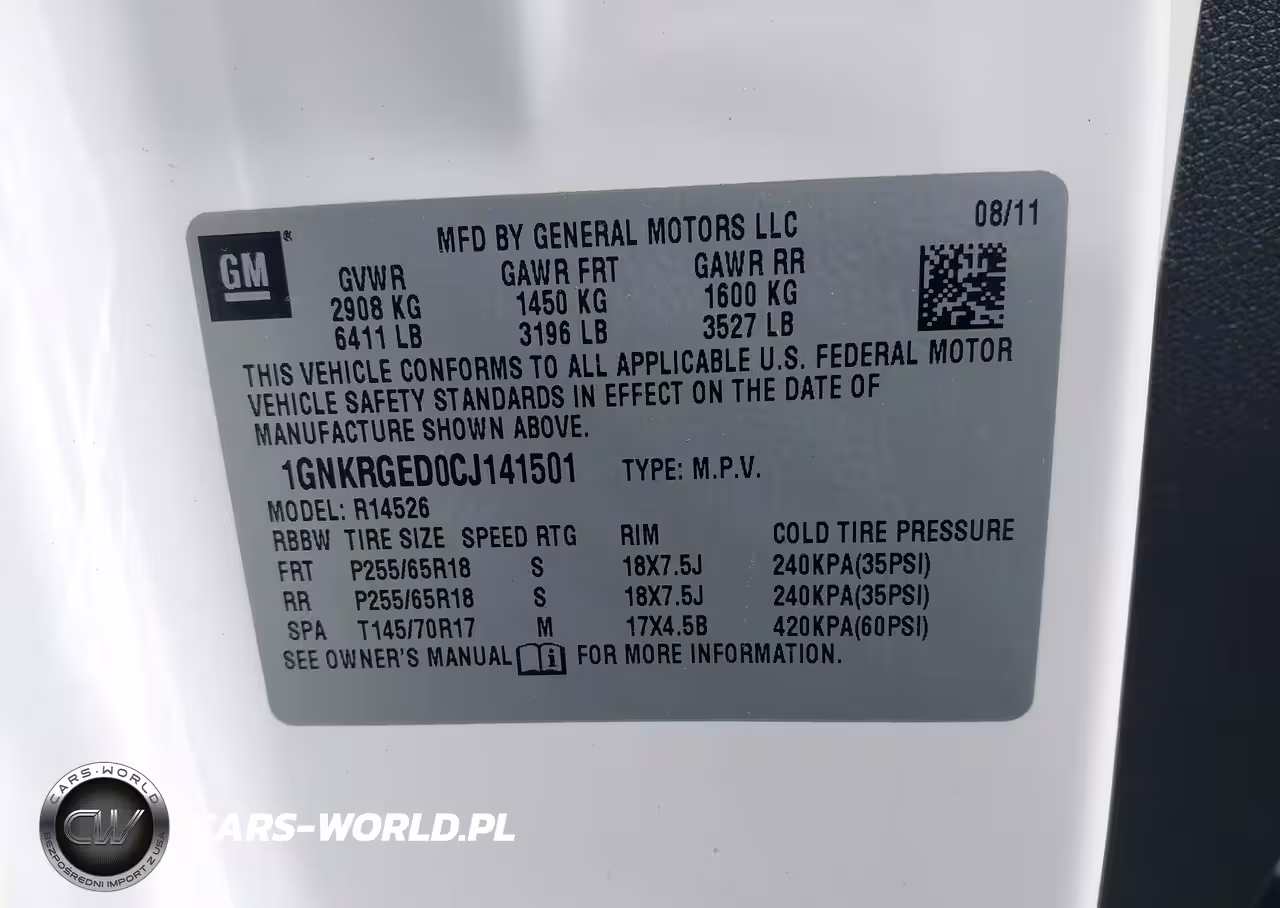 08/11
GM®
MFD BY GENERAL MOTORS LLC
GVWR GAWR FRT GAWR RR
2908 KG 1450 KG 1600 KG
6411 LB 3196 LB 3527 LB
THIS VEHICLE CONFORMS TO ALL APPLICABLE U.S. FEDERAL MOTOR
VEHICLE SAFETY STANDARDS IN EFFECT ON THE DATE OF
MANUFACTURE SHOWN ABOVE.
1GNKRGED0CJ141501 TYPE: M.P.V.
MODEL: R14526
RBBW TIRE SIZE SPEED RTG RIM COLD TIRE PRESSURE
FRT P255/65R18 S 18X7.5J 240KPA(35PSI)
RR P255/65R18 S 18X7.5J 240KPA(35PSI)
SPA T145/70R17 M 17X4.5B 420KPA(60PSI)
SEE OWNER'S MANUAL i FOR MORE INFORMATION.
CARS-WORLD
CW
BEZPOŚREDNI IMPORT Z USA
CARS-WORLD.PL